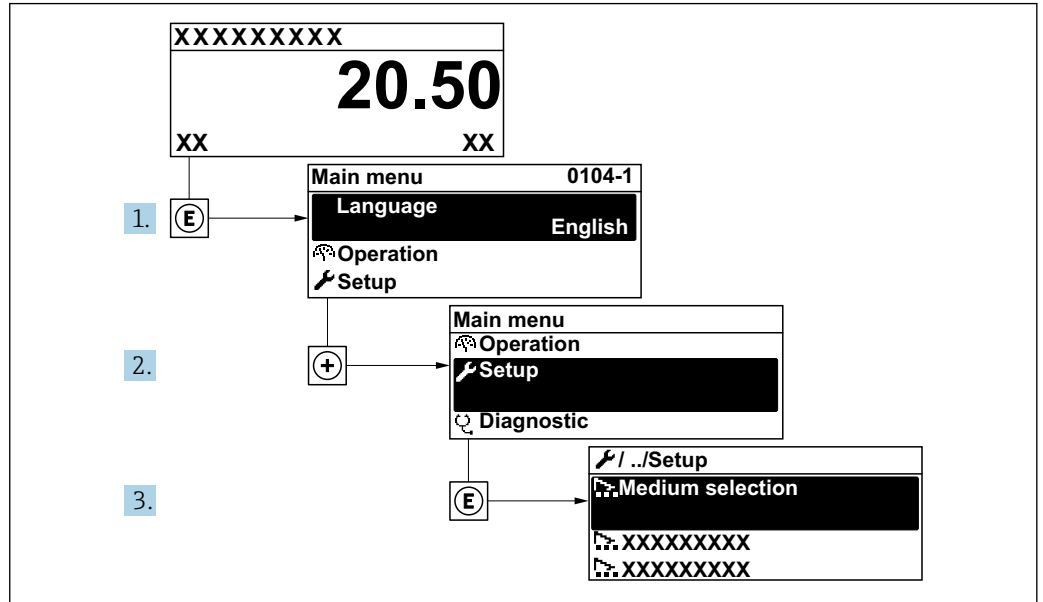 XXXXXXXXX
20.50
XX XX
1. E
Main menu 0104-1
Language
English
Operation
Setup
2. +
Main menu
Operation
Setup
Diagnostic
3. E
/ ../Setup
Medium selection
XXXXXXXXX
XXXXXXXXX